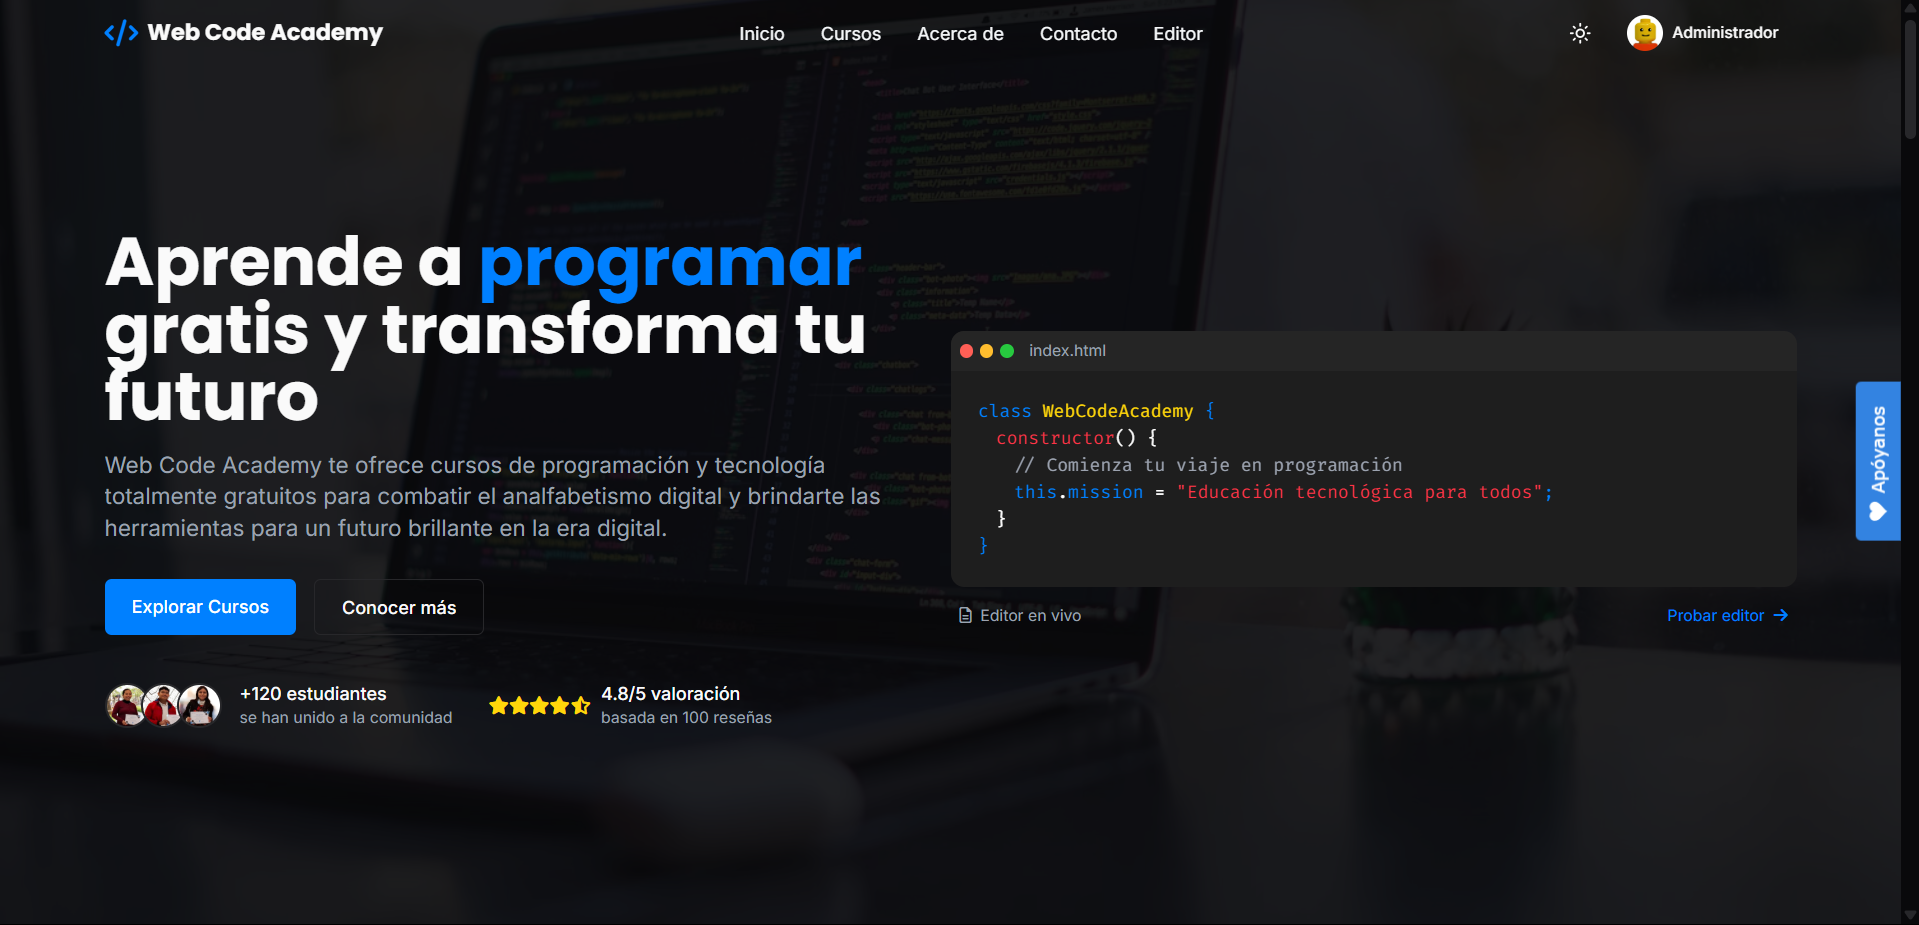 Web Code Academy
Inicio
Cursos
Acerca de
Contacto
Editor
Administrador
Aprende a programar
gratis y transforma tu
futuro
Web Code Academy te ofrece cursos de programación y tecnología
totalmente gratuitos para combatir el analfabetismo digital y brindarte las
herramientas para un futuro brillante en la era digital.
Explorar Cursos
Conocer más
+120 estudiantes
se han unido a la comunidad
4.8/5 valoración
basada en 100 reseñas
index.html
class WebCodeAcademy {
constructor() {
// Comienza tu viaje en programación
this.mission = "Educación tecnológica para todos";
}
}
Editor en vivo
Probar editor
Apóyanos